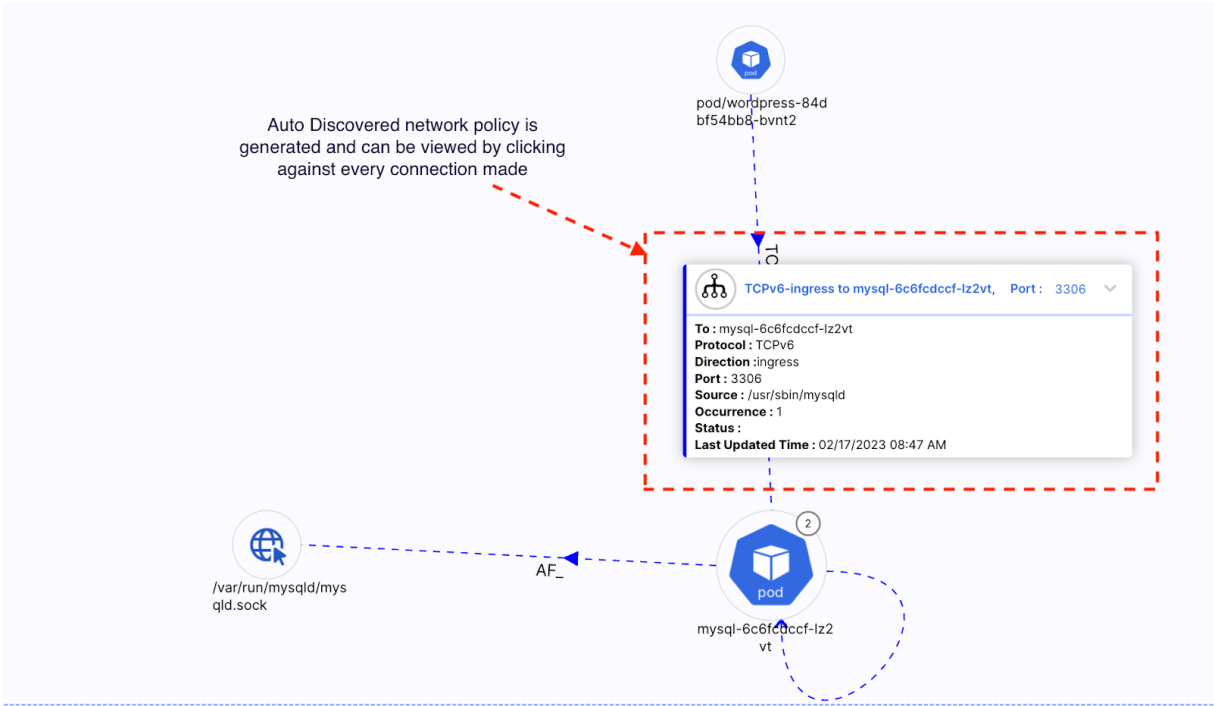 pod
pod/wordpress-84d
bf54bb8-bvnt2
Auto Discovered network policy is
generated and can be viewed by clicking
against every connection made
TC
TCPv6-ingress to mysql-6c6fcdccf-lz2vt, Port : 3306
To : mysql-6c6fcdccf-lz2vt
Protocol : TCPv6
Direction :ingress
Port : 3306
Source : /usr/sbin/mysqld
Occurrence : 1
Status :
Last Updated Time : 02/17/2023 08:47 AM
2
pod
mysql-6c6fcdccf-lz2
vt
AF_
/var/run/mysqld/mys
qld.sock